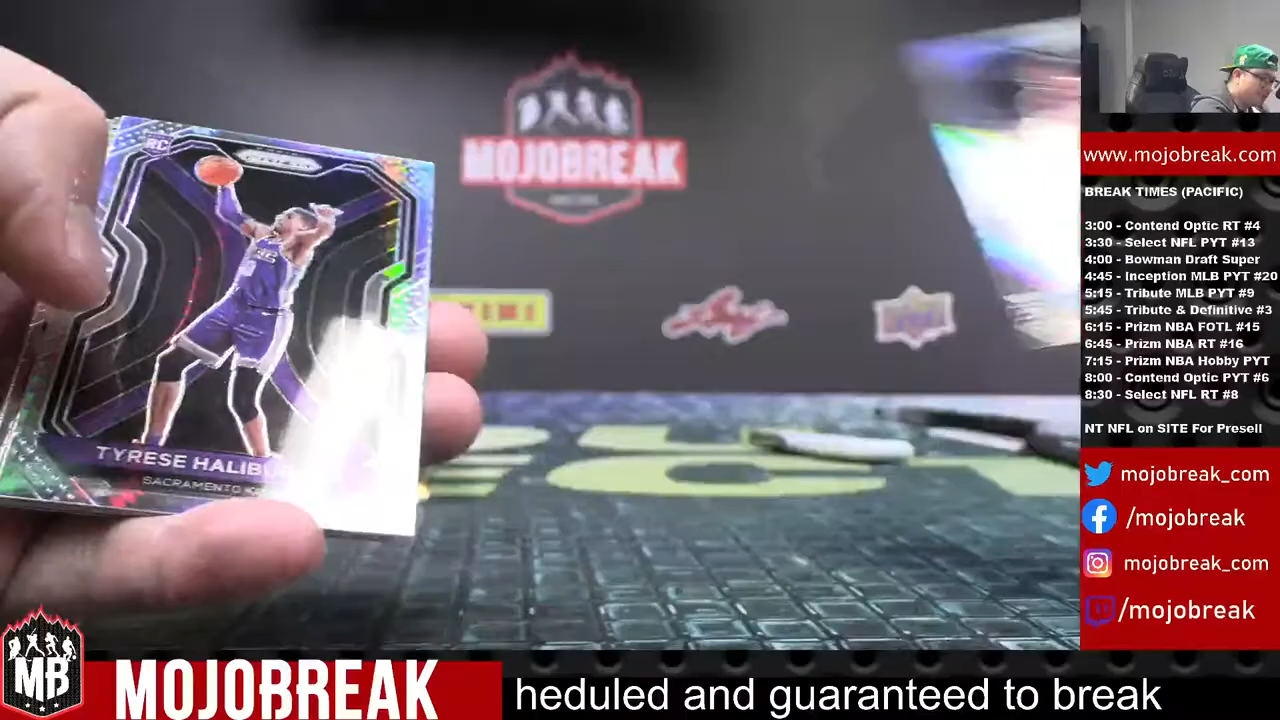 RC
PRIZM
TYRESE HALIBU
SACRAMENTO K
MOJOBREAK
PANINI
Leaf
www.mojobreak.com
BREAK TIMES (PACIFIC)
3:00 - Contend Optic RT #4
3:30 - Select NFL PYT #13
4:00 - Bowman Draft Super
4:45 - Inception MLB PYT #20
5:15 - Tribute MLB PYT #9
5:45 - Tribute & Definitive #3
6:15 - Prizm NBA FOTL #15
6:45 - Prizm NBA RT #16
7:15 - Prizm NBA Hobby PYT
8:00 - Contend Optic PYT #6
8:30 - Select NFL RT #8
NT NFL on SITE For Presell
mojobreak_com
/mojobreak
mojobreak_com
/mojobreak
MB
MOJOBREAK
heduled and guaranteed to break